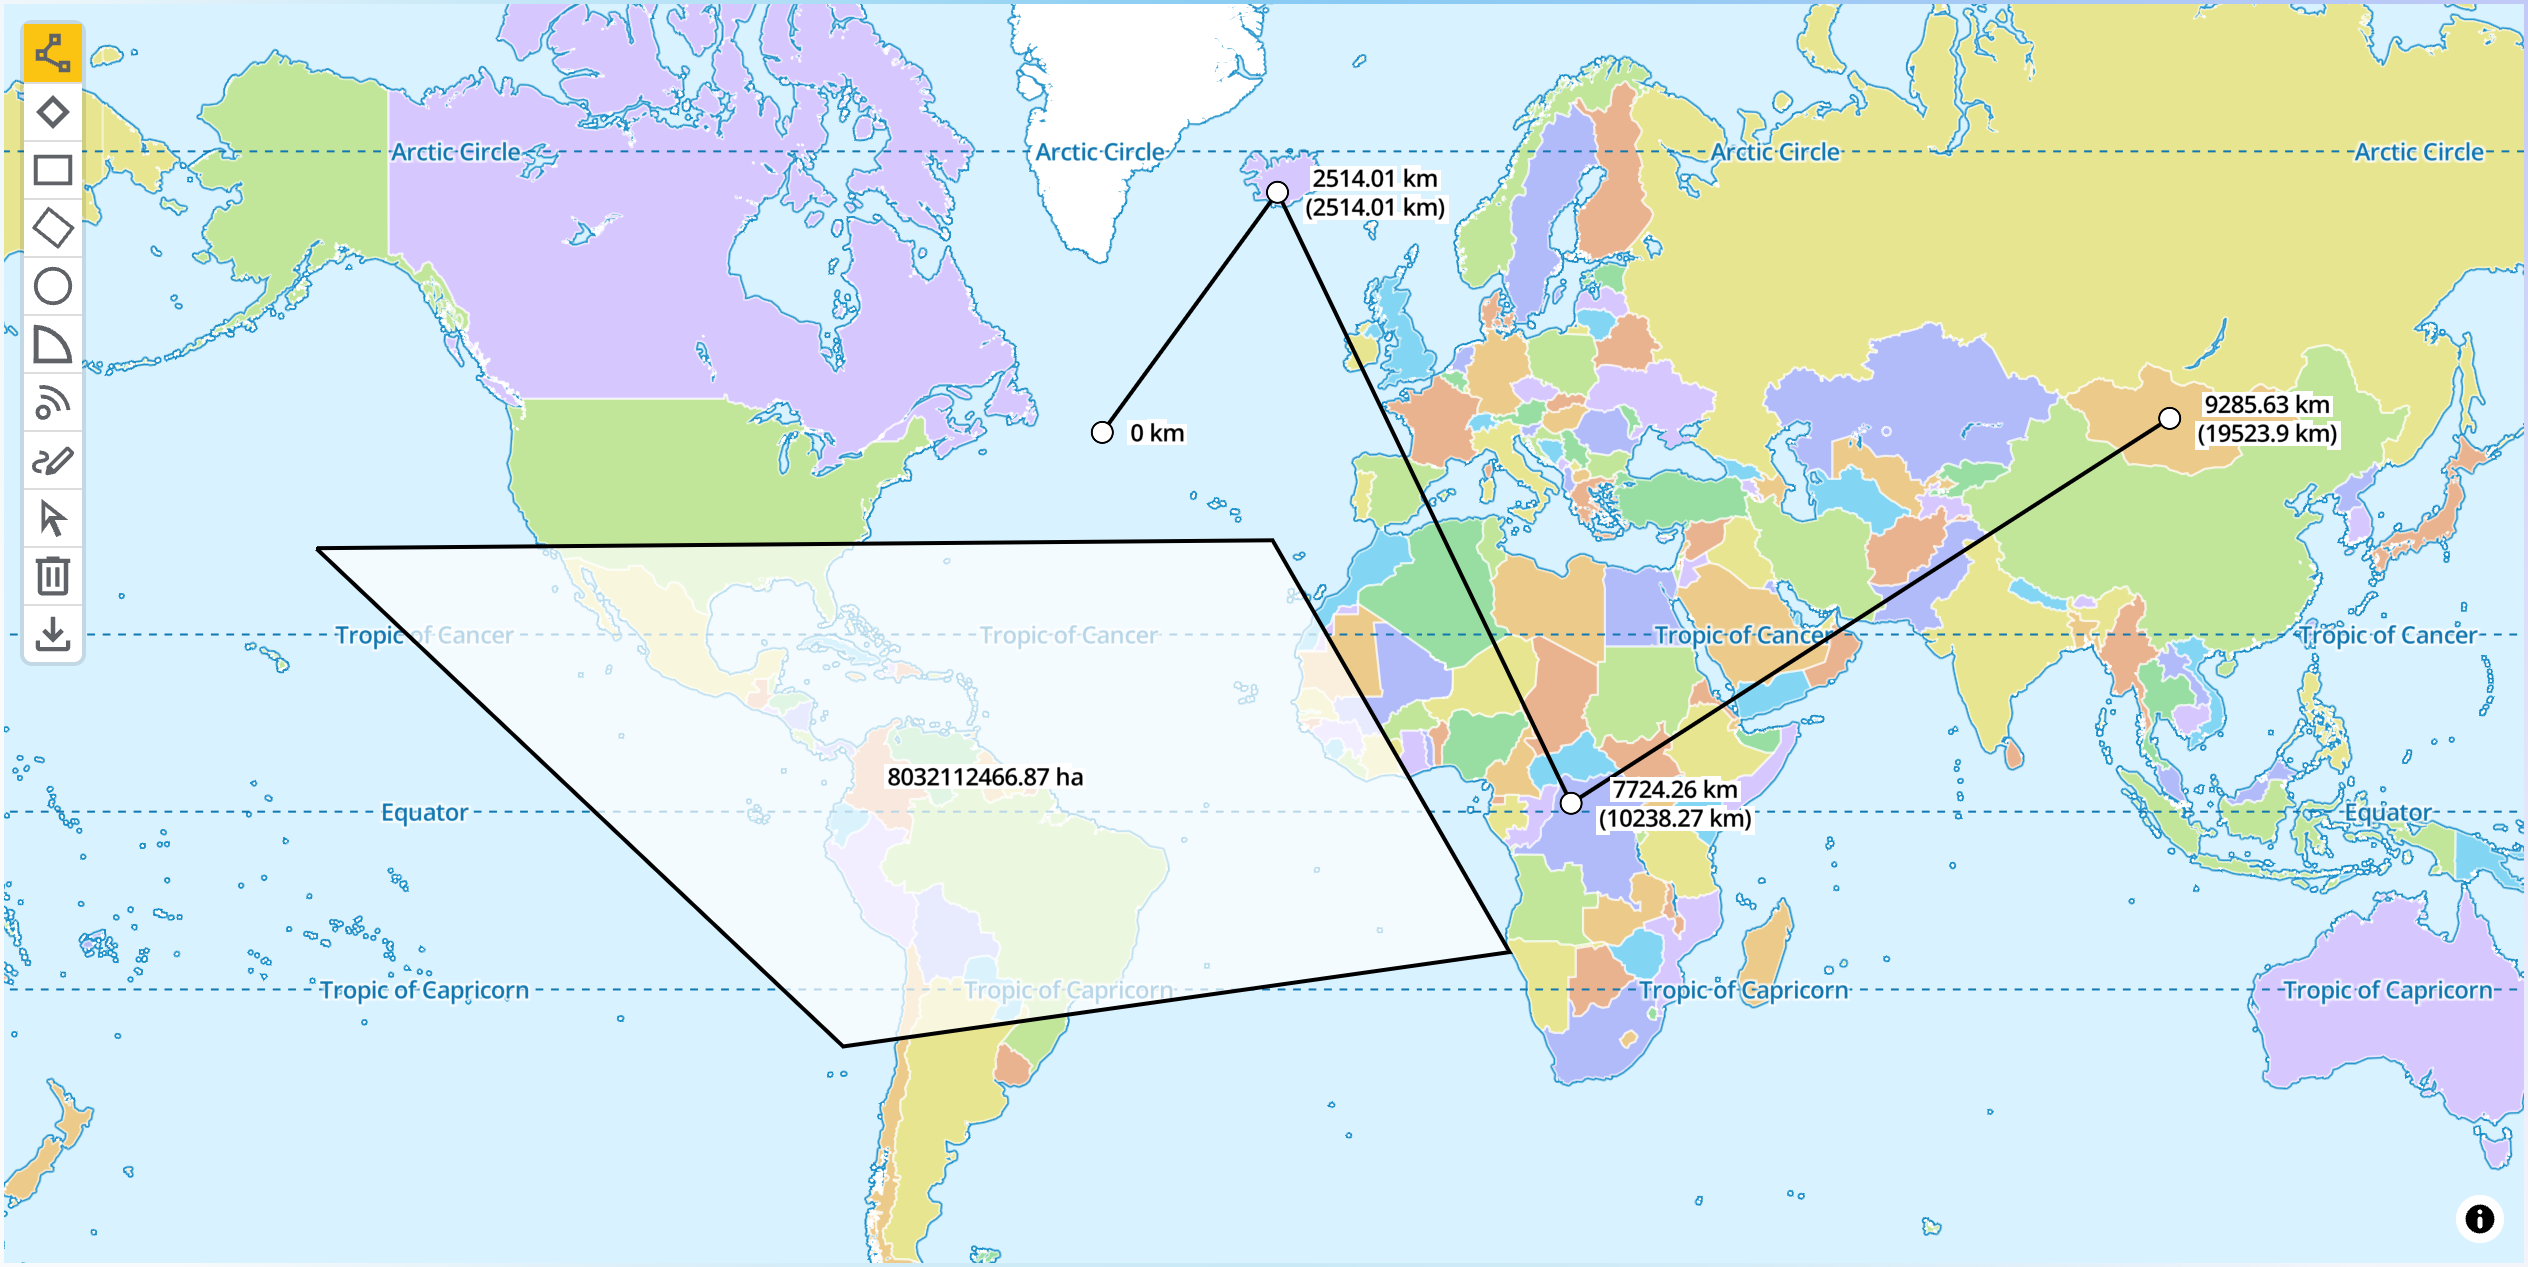 Arctic Circle
Arctic Circle
Arctic Circle
Arctic Circle
2514.01 km
(2514.01 km)
9285.63 km
(19523.9 km)
0 km
Tropic of Cancer
Tropic of Cancer
Tropic of Cancer
Tropic of Cancer
8032112466.87 ha
7724.26 km
(10238.27 km)
Equator
Equator
Tropic of Capricorn
Tropic of Capricorn
Tropic of Capricorn
Tropic of Capricorn